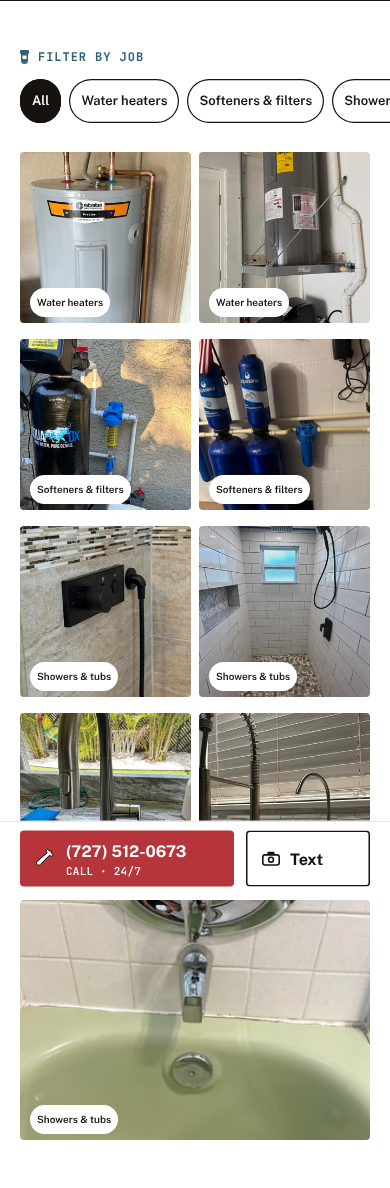 FILTER BY JOB
All
Water heaters
Softeners & filters
Shower
state
Water heaters
Water heaters
Softeners & filters
Softeners & filters
Showers & tubs
Showers & tubs
(727) 512-0673
CALL · 24/7
Text
Showers & tubs